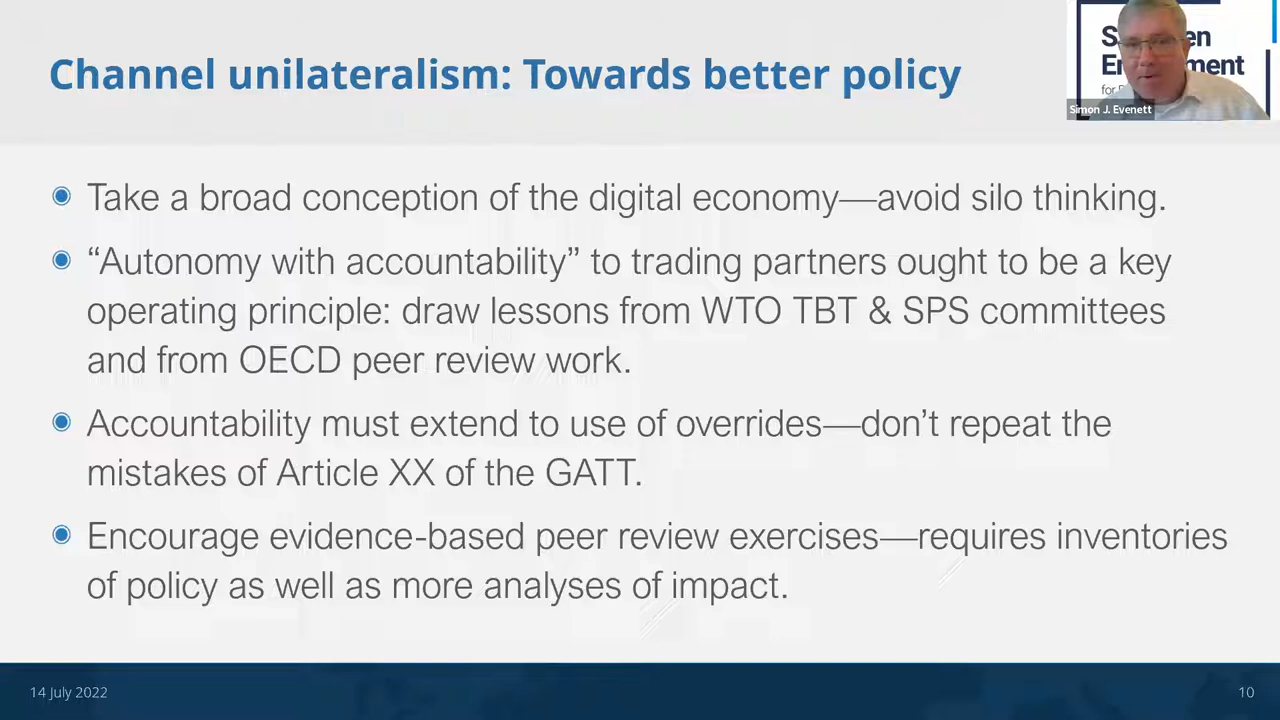 Channel unilateralism: Towards better policy
Simon J. Evenett
Take a broad conception of the digital economy—avoid silo thinking.
“Autonomy with accountability” to trading partners ought to be a key
operating principle: draw lessons from WTO TBT & SPS committees
and from OECD peer review work.
Accountability must extend to use of overrides—don’t repeat the
mistakes of Article XX of the GATT.
Encourage evidence-based peer review exercises—requires inventories
of policy as well as more analyses of impact.
14 July 2022
10